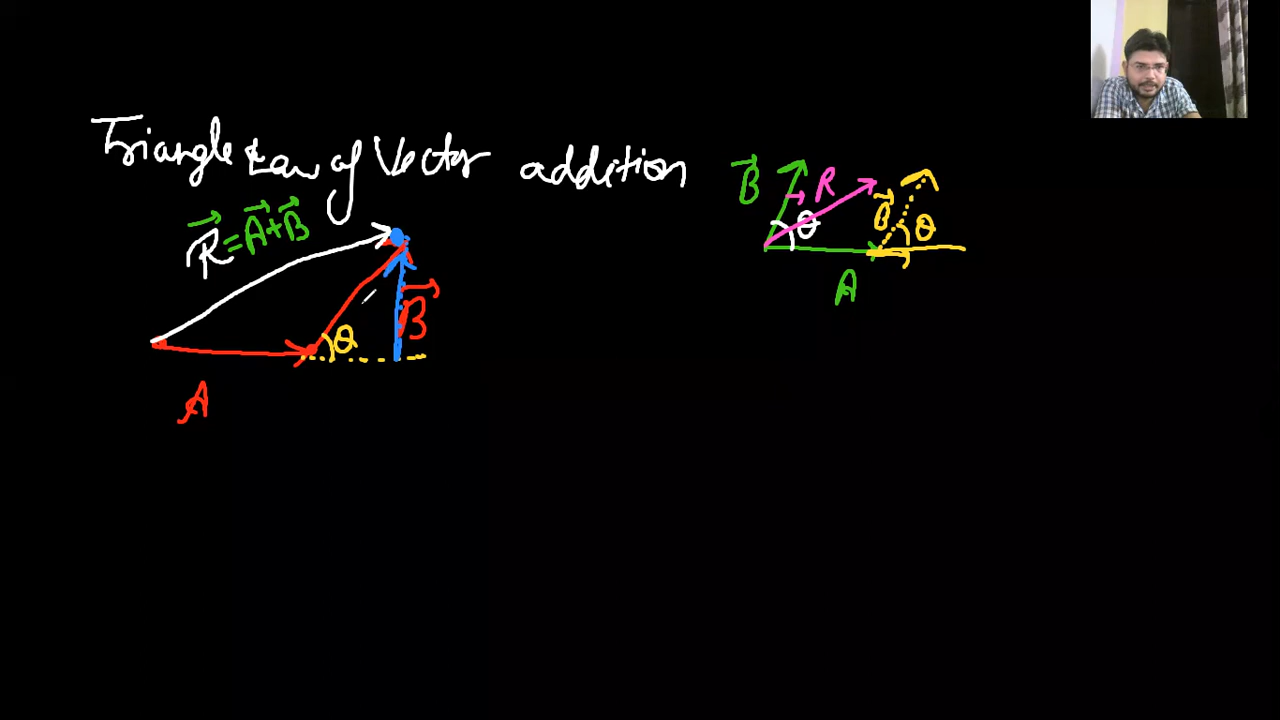 Triangle Law of Vector addition
R⃗ = A⃗ + B⃗
θ
B⃗
A
B⃗
R⃗
θ
B⃗
θ
A